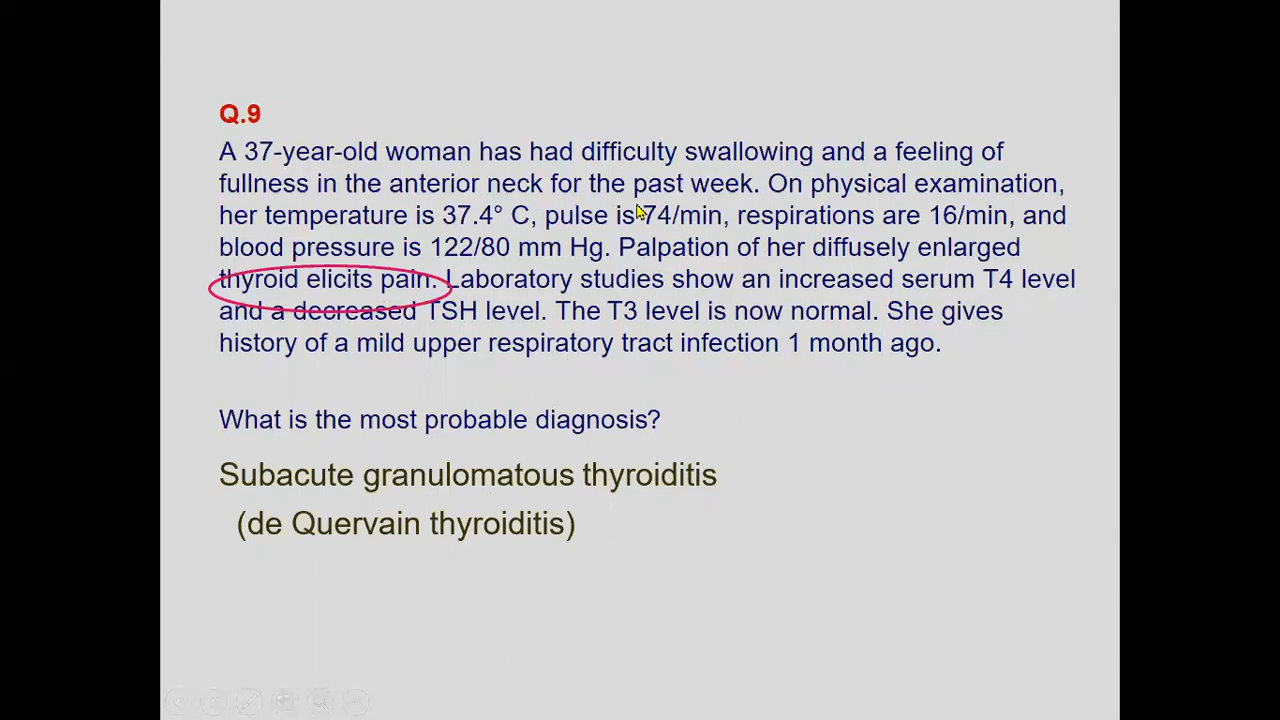 Q.9
A 37-year-old woman has had difficulty swallowing and a feeling of
fullness in the anterior neck for the past week. On physical examination,
her temperature is 37.4° C, pulse is 74/min, respirations are 16/min, and
blood pressure is 122/80 mm Hg. Palpation of her diffusely enlarged
thyroid elicits pain. Laboratory studies show an increased serum T4 level
and a decreased TSH level. The T3 level is now normal. She gives
history of a mild upper respiratory tract infection 1 month ago.
What is the most probable diagnosis?
Subacute granulomatous thyroiditis
(de Quervain thyroiditis)